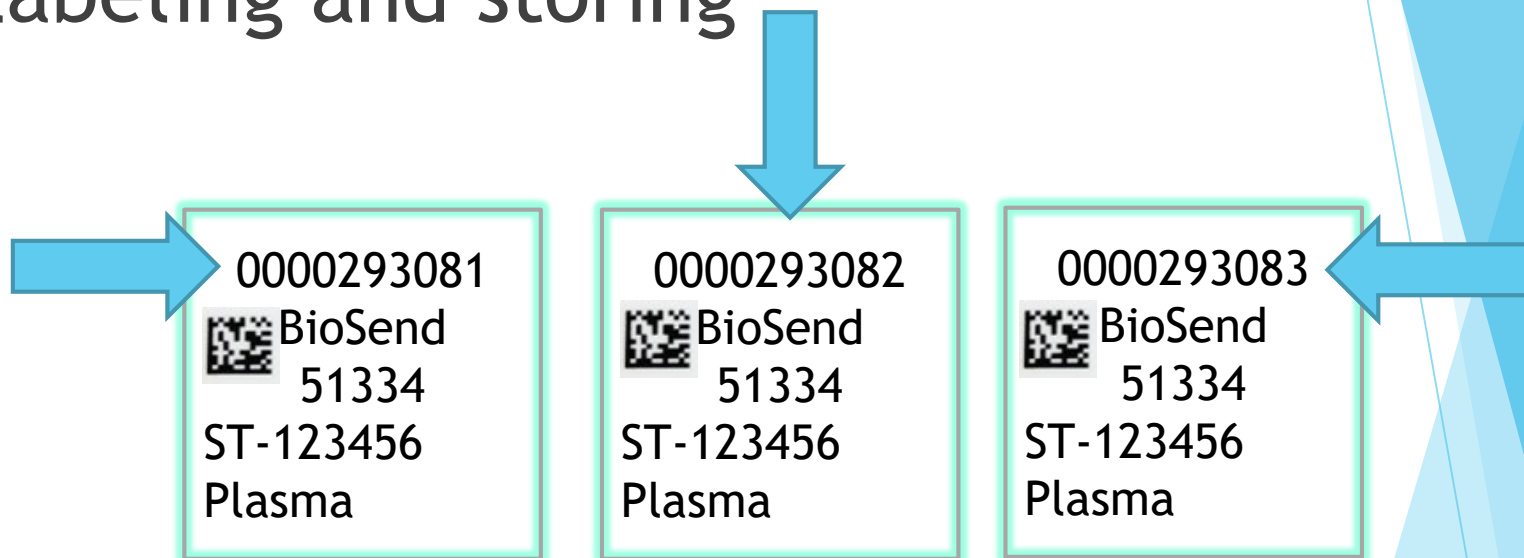 abeling and storing
0000293081
BioSend
51334
ST-123456
Plasma
0000293082
BioSend
51334
ST-123456
Plasma
0000293083
BioSend
51334
ST-123456
Plasma